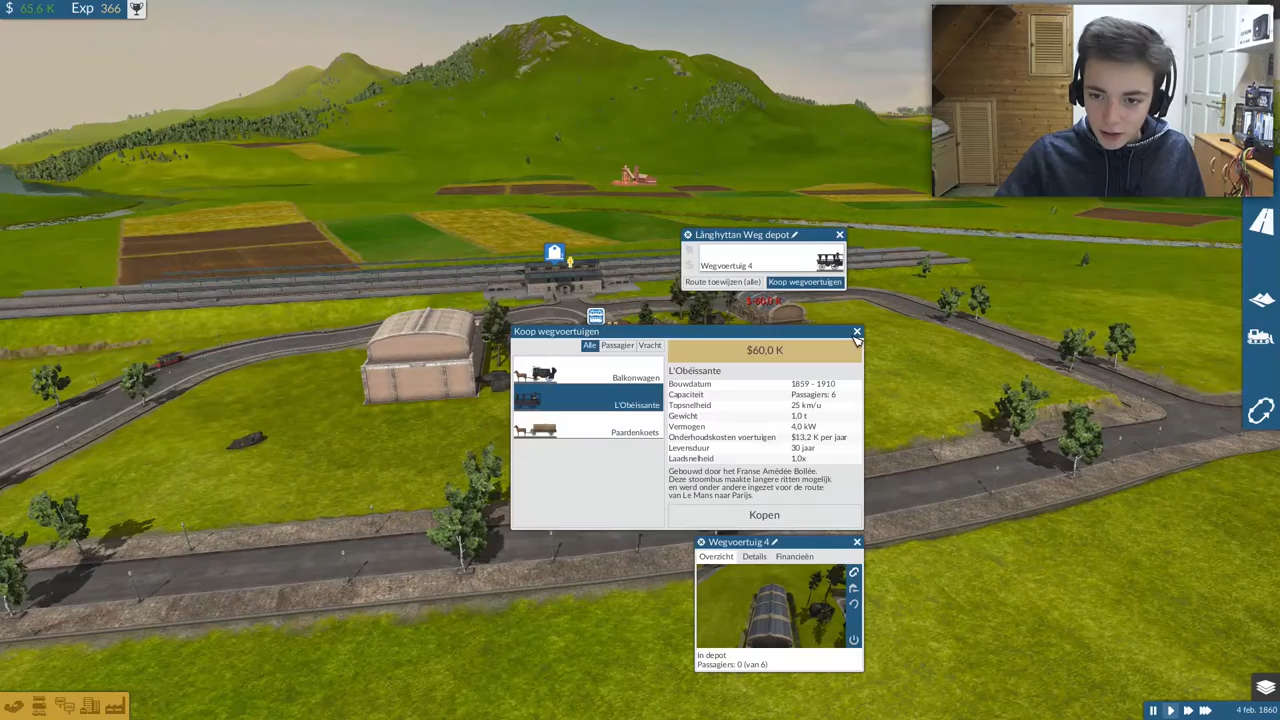 $ 65.6 K Exp 366
Långhyttan Weg depot
Wegvoertuig 4
Route toewijzen (alle) Koop wegvoertuigen
$-60,0 K
Koop wegvoertuigen
Alle Passagier Vracht
Balkonwagen
L'Obéissante
Paardenkoets
$60,0 K
L'Obéissante
Bouwdatum 1859 - 1910
Capaciteit Passagiers: 6
Topsnelheid 25 km/u
Gewicht 1,0 t
Vermogen 4,0 kW
Onderhoudskosten voertuigen $13,2 K per jaar
Levensduur 30 jaar
Laadsnelheid 1,0x
Gebouwd door het Franse Amédée Bollée.
Deze stoombus maakte langere ritten mogelijk
en werd onder andere ingezet voor de route
van Le Mans naar Parijs.
Kopen
Wegvoertuig 4
Overzicht Details Financieën
In depot
Passagiers: 0 (van 6)
4 feb. 1860